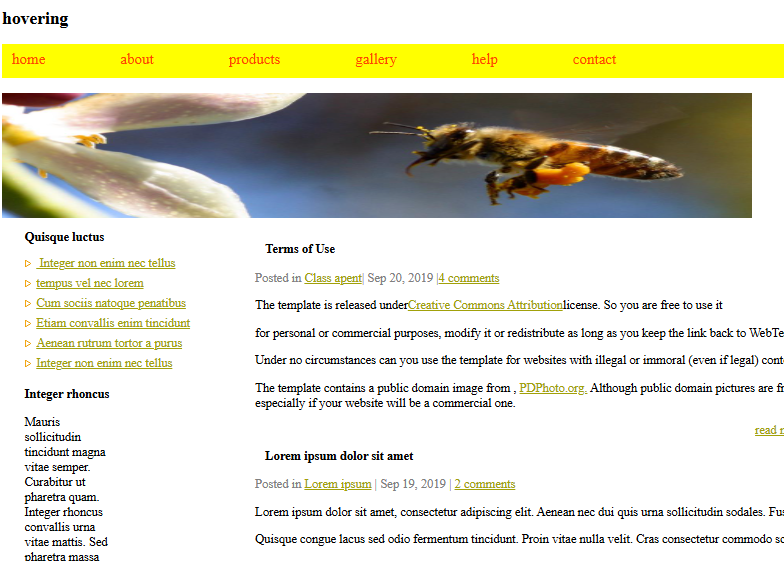 hovering
home about products gallery help contact
Quisque luctus
Integer non enim nec tellus
tempus vel nec lorem
Cum sociis natoque penatibus
Etiam convallis enim tincidunt
Aenean rutrum tortor a purus
Integer non enim nec tellus
Integer rhoncus
Mauris
sollicitudin
tincidunt magna
vitae semper.
Curabitur ut
pharetra quam.
Integer rhoncus
convallis urna
vitae mattis. Sed
pharetra massa
Terms of Use
Posted in Class apent| Sep 20, 2019 |4 comments
The template is released underCreative Commons Attributionlicense. So you are free to use it
for personal or commercial purposes, modify it or redistribute as long as you keep the link back to WebTe
Under no circumstances can you use the template for websites with illegal or immoral (even if legal) cont
The template contains a public domain image from , PDPhoto.org. Although public domain pictures are fr
especially if your website will be a commercial one.
read
Lorem ipsum dolor sit amet
Posted in Lorem ipsum | Sep 19, 2019 | 2 comments
Lorem ipsum dolor sit amet, consectetur adipiscing elit. Aenean nec dui quis urna sollicitudin sodales. Fus
Quisque congue lacus sed odio fermentum tincidunt. Proin vitae nulla velit. Cras consectetur commodo so